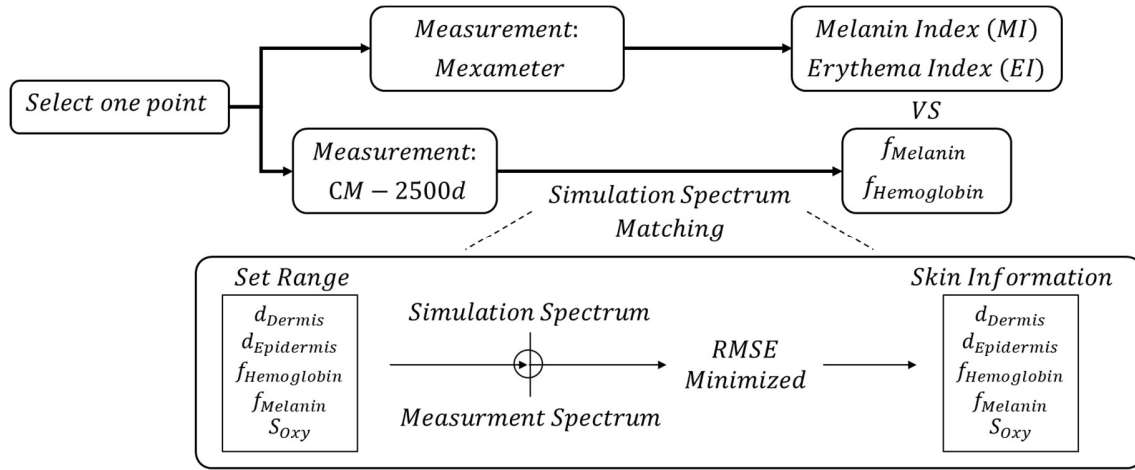 Select one point
Measurement:
Mexameter
Melanin Index (MI)
Erythema Index (EI)
VS
Measurement:
CM − 2500d
f_Melanin
f_Hemoglobin
Simulation Spectrum
Matching
Set Range
d_Dermis
d_Epidermis
f_Hemoglobin
f_Melanin
S_Oxy
Simulation Spectrum
Measurment Spectrum
RMSE
Minimized
Skin Information
d_Dermis
d_Epidermis
f_Hemoglobin
f_Melanin
S_Oxy